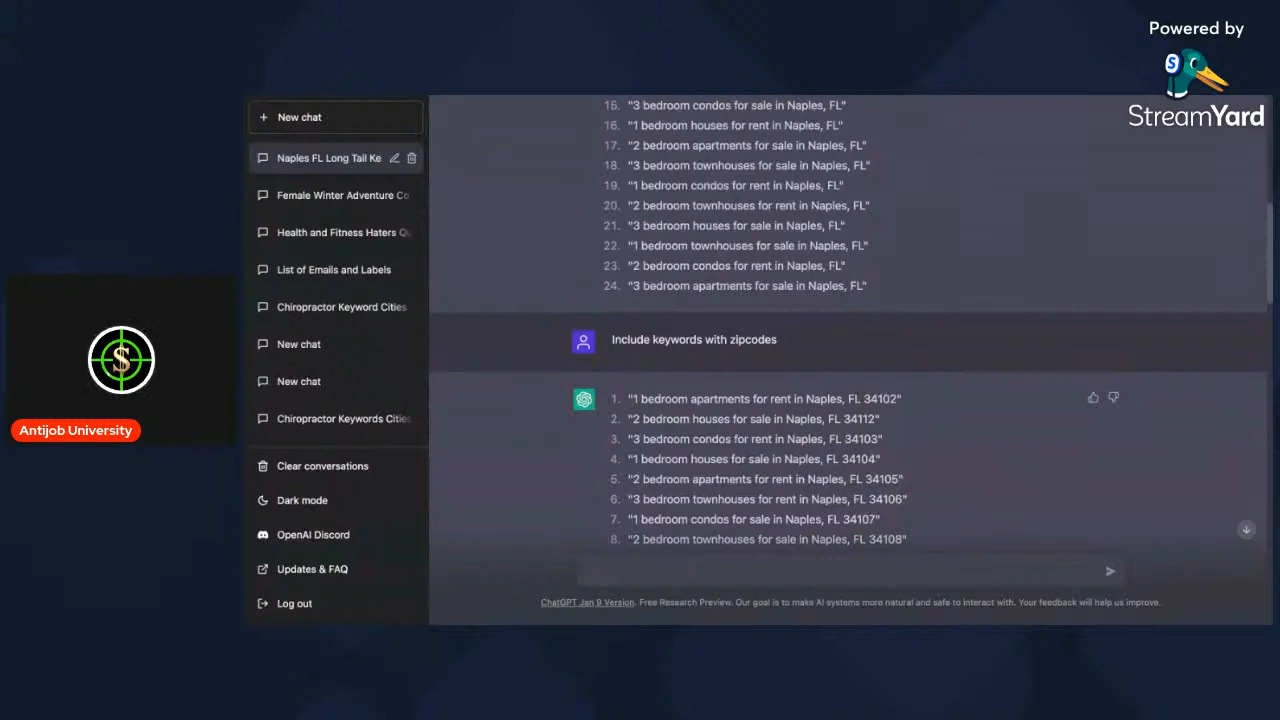 Powered by
S
StreamYard
New chat
Naples FL Long Tail Ke
Female Winter Adventure Co
Health and Fitness Haters Qu
List of Emails and Labels
Chiropractor Keyword Cities
New chat
New chat
Chiropractor Keywords Cities
Clear conversations
Dark mode
OpenAI Discord
Updates & FAQ
Log out
$
Antijob University
15. "3 bedroom condos for sale in Naples, FL"
16. "1 bedroom houses for rent in Naples, FL"
17. "2 bedroom apartments for sale in Naples, FL"
18. "3 bedroom townhouses for sale in Naples, FL"
19. "1 bedroom condos for rent in Naples, FL"
20. "2 bedroom townhouses for rent in Naples, FL"
21. "3 bedroom houses for sale in Naples, FL"
22. "1 bedroom townhouses for sale in Naples, FL"
23. "2 bedroom condos for rent in Naples, FL"
24. "3 bedroom apartments for sale in Naples, FL"
Include keywords with zipcodes
1. "1 bedroom apartments for rent in Naples, FL 34102"
2. "2 bedroom houses for sale in Naples, FL 34112"
3. "3 bedroom condos for rent in Naples, FL 34103"
4. "1 bedroom houses for sale in Naples, FL 34104"
5. "2 bedroom apartments for rent in Naples, FL 34105"
6. "3 bedroom townhouses for rent in Naples, FL 34106"
7. "1 bedroom condos for sale in Naples, FL 34107"
8. "2 bedroom townhouses for sale in Naples, FL 34108"
ChatGPT Jan 9 Version. Free Research Preview. Our goal is to make AI systems more natural and safe to interact with. Your feedback will help us improve.